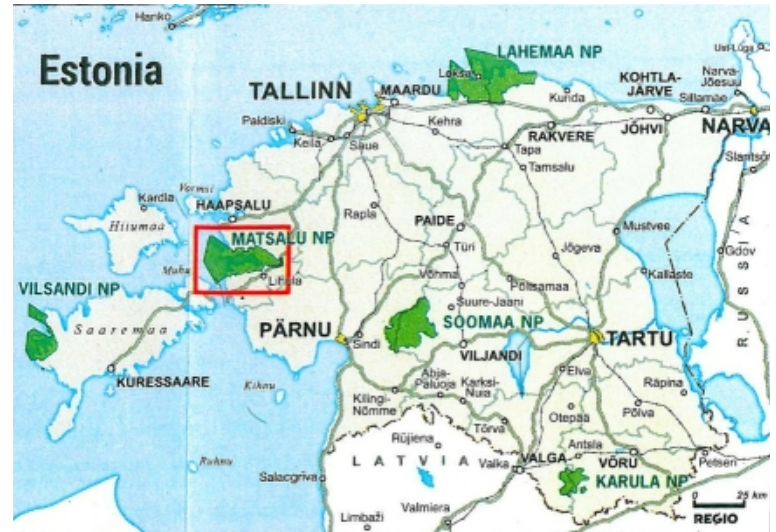 Hanko
Estonia
LAHEMAA NP
Loksa
TALLINN
MAARDU
Kunda
KOHTLA-
JÄRVE
Ust-Luga
Narva-
Jõesuu
Sillamäe
Paldiski
Keila
Saue
Kehra
RAKVERE
JÕHVI
NARVA
Tapa
Tamsalu
Slantsõ
Kärdla
Vormsi
HAAPSALU
Hiiumaa
Rapla
PAIDE
MATSALU NP
Türi
Jõgeva
Mustvee
Gdov
Muhu
Lihula
Võhma
Põltsamaa
Kallaste
VILSANDI NP
Suure-Jaani
Saaremaa
PÄRNU
Sindi
SOOMAA NP
TARTU
RUSSIA
VILJANDI
KURESSAARE
Kihnu
Abja-
Paluoja
Karksi-
Nuia
Elva
Räpina
Kilingi-
Nõmme
Otepää
Põlva
Tõrva
Rūjiena
Antsla
Ruhnu
LATVIA
Valka
VALGA
VÕRU
Petseri
Salacgriva
KARULA NP
Limbaži
Valmiera
0 25 km
REGIO